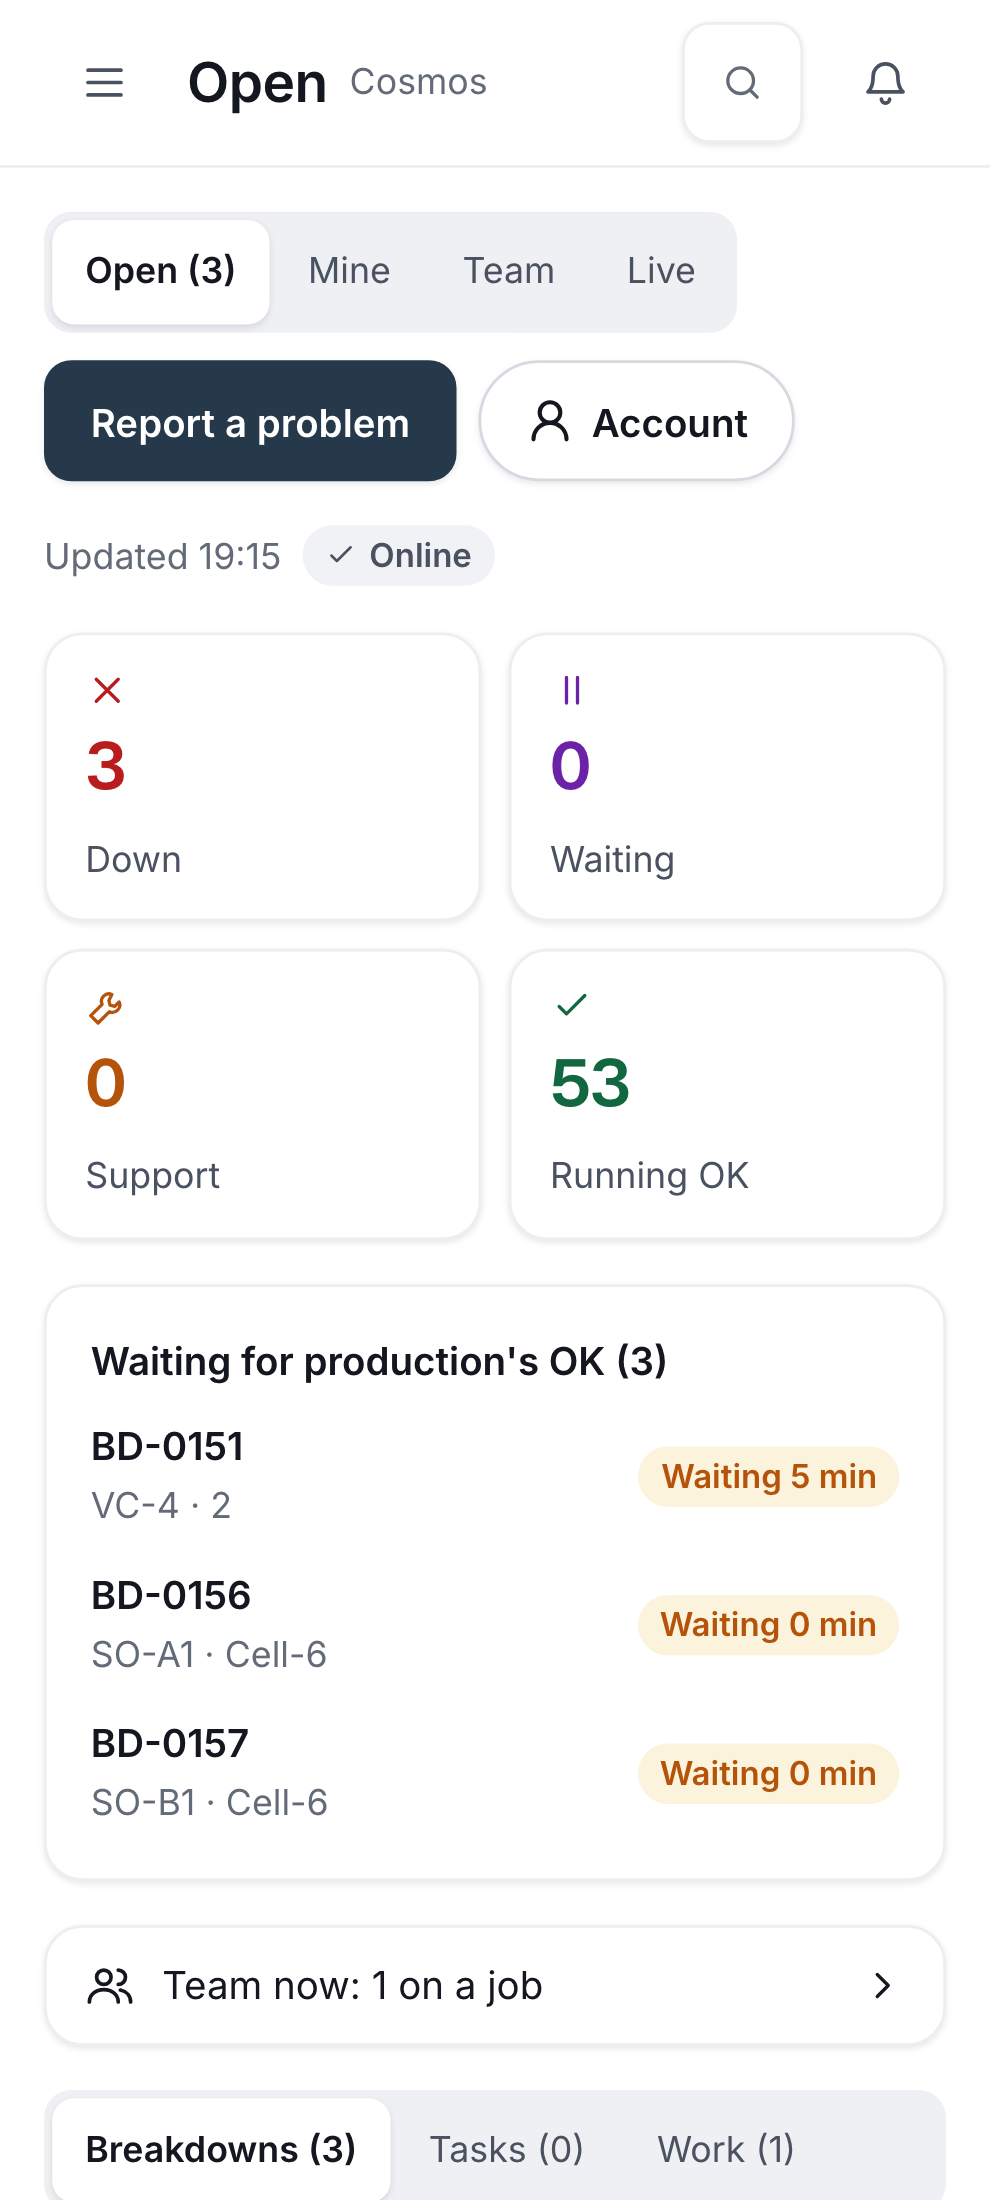 Open Cosmos
Open (3) Mine Team Live
Report a problem Account
Updated 19:15 Online
3
Down
0
Waiting
0
Support
53
Running OK
Waiting for production's OK (3)
BD-0151
VC-4 · 2
Waiting 5 min
BD-0156
SO-A1 · Cell-6
Waiting 0 min
BD-0157
SO-B1 · Cell-6
Waiting 0 min
Team now: 1 on a job
Breakdowns (3) Tasks (0) Work (1)